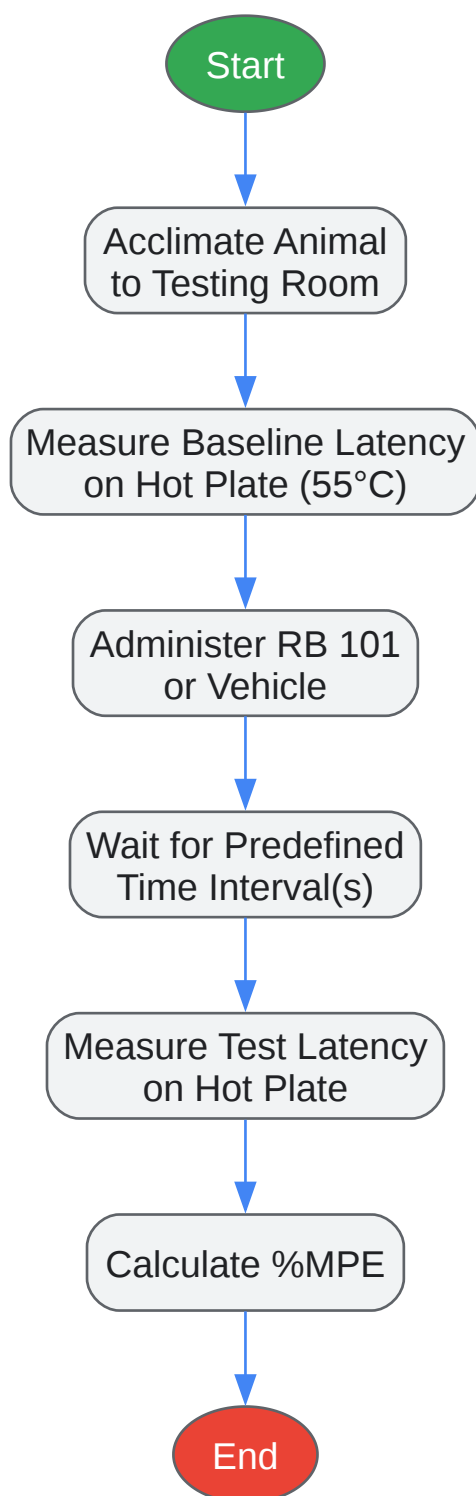 Start
Acclimate Animal
to Testing Room
Measure Baseline Latency
on Hot Plate (55°C)
Administer RB 101
or Vehicle
Wait for Predefined
Time Interval(s)
Measure Test Latency
on Hot Plate
Calculate %MPE
End